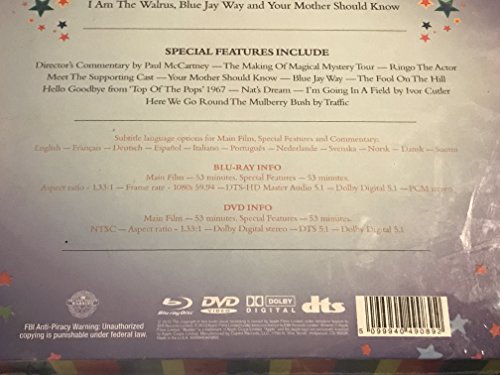 I Am The Walrus, Blue Jay Way and Your Mother Should Know
SPECIAL FEATURES INCLUDE
Director's Commentary by Paul McCartney — The Making Of Magical Mystery Tour — Ringo The Actor
Meet The Supporting Cast — Your Mother Should Know — Blue Jay Way — The Fool On The Hill
Hello Goodbye from 'Top Of The Pops' 1967 — Nat's Dream — I'm Going In A Field by Ivor Cutler
Here We Go Round The Mulberry Bush by Traffic
Subtitle language options for Main Film, Special Features and Commentary:
English — Français — Deutsch — Español — Italiano — Português — Nederlandse — Svenska — Norsk — Dansk — Suomi
BLU-RAY INFO
Main Film — 53 minutes. Special Features — 53 minutes.
Aspect ratio - 1.33:1 — Frame rate - 1080i 59.94 — DTS-HD Master Audio 5.1 — Dolby Digital 5.1 — PCM stereo
DVD INFO
Main Film — 53 minutes. Special Features — 53 minutes.
NTSC — Aspect ratio - 1.33:1 — Dolby Digital stereo — DTS 5.1 — Dolby Digital 5.1
FBI Anti-Piracy Warning: Unauthorized
copying is punishable under federal law.
Blu-ray Disc
DVD
VIDEO
DOLBY
DIGITAL
dts
5 099940 490892